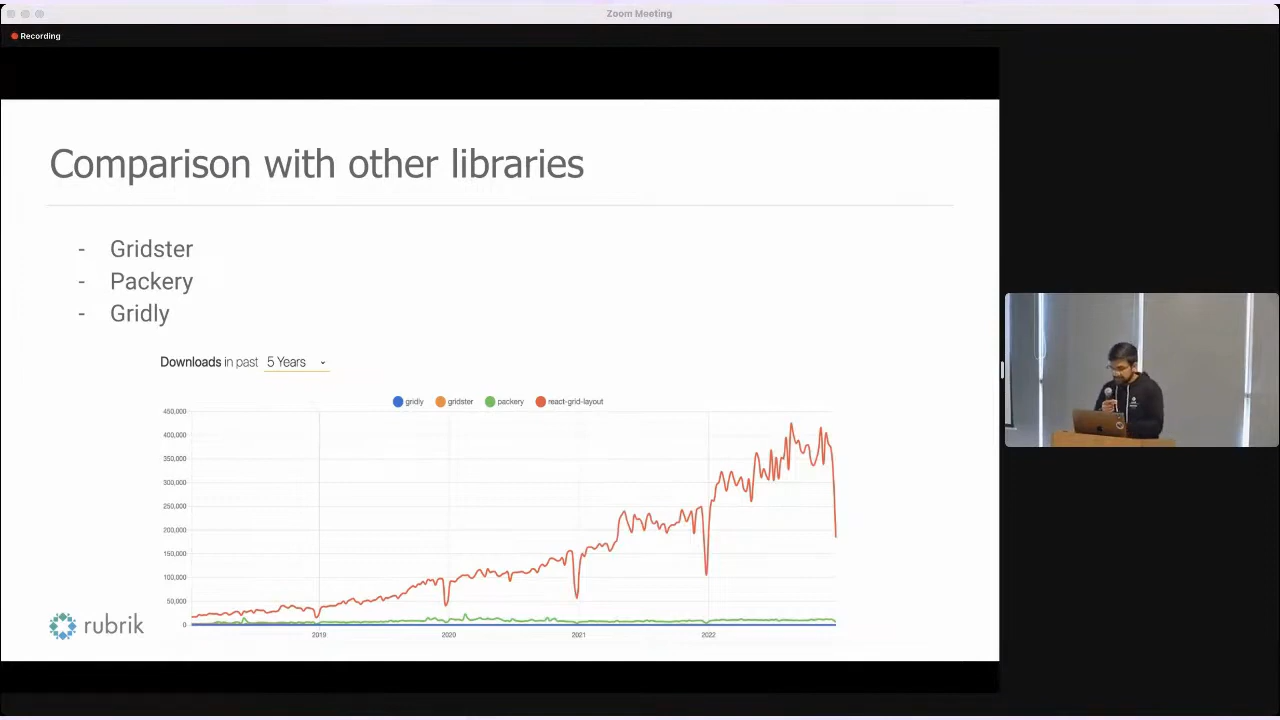 Zoom Meeting
Recording
Comparison with other libraries
- Gridster
- Packery
- Gridly
Downloads in past 5 Years
gridly gridster packery react-grid-layout
450,000
400,000
350,000
300,000
250,000
200,000
150,000
100,000
50,000
0
2019 2020 2021 2022
rubrik